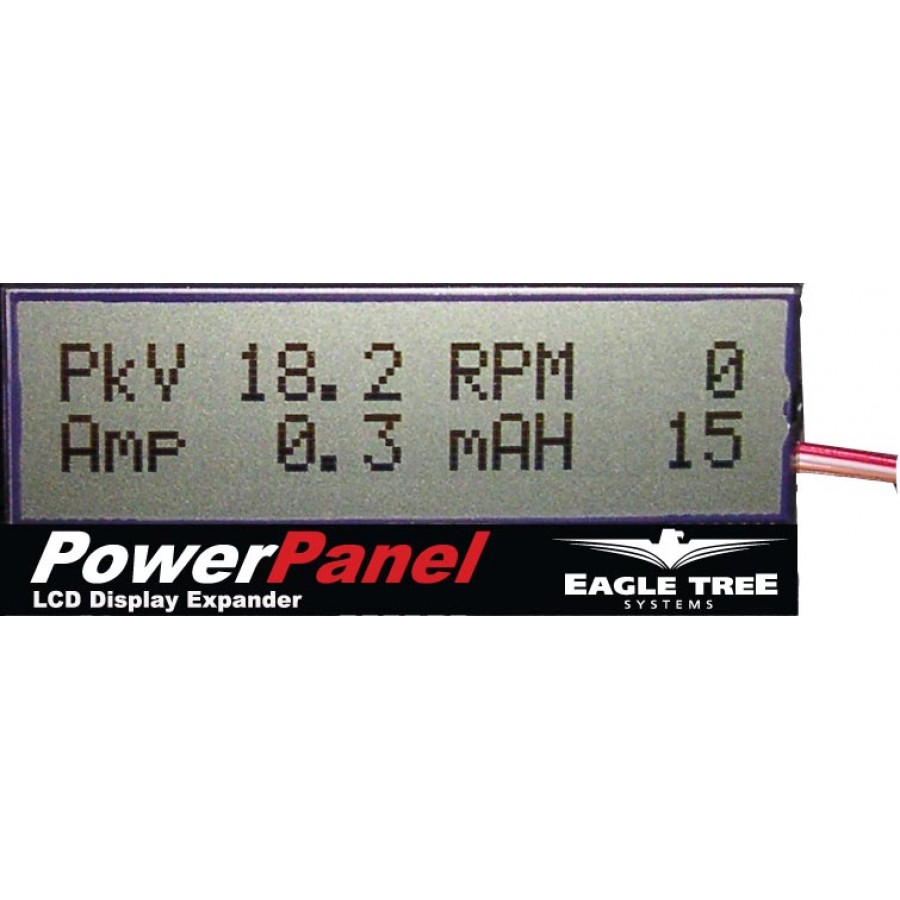 PkV 18.2 RPM 0
Amp 0.3 mAH 15
PowerPanel
LCD Display Expander
EAGLE TREE
SYSTEMS